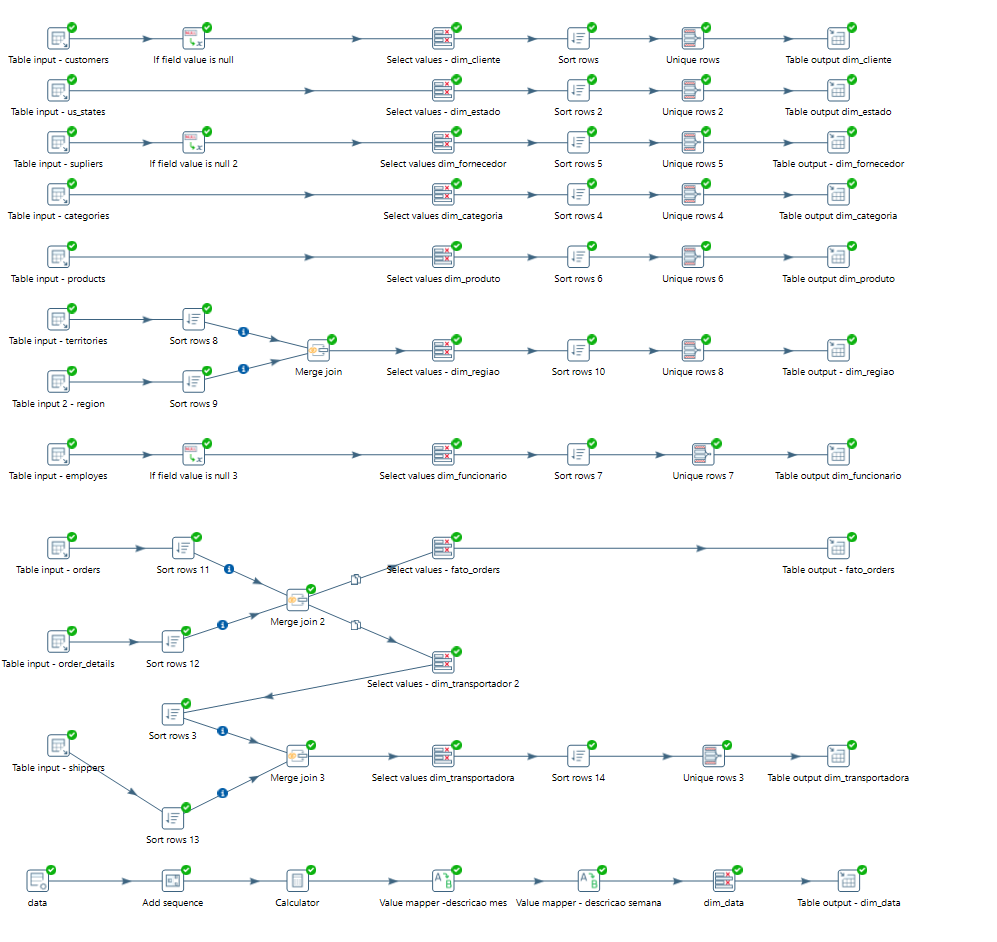 Table input - customers
If field value is null
Select values - dim_cliente
Sort rows
Unique rows
Table output dim_cliente
Table input - us_states
Select values - dim_estado
Sort rows 2
Unique rows 2
Table output dim_estado
Table input - supliers
If field value is null 2
Select values dim_fornecedor
Sort rows 5
Unique rows 5
Table output - dim_fornecedor
Table input - categories
Select values dim_categoria
Sort rows 4
Unique rows 4
Table output dim_categoria
Table input - products
Select values dim_produto
Sort rows 6
Unique rows 6
Table output dim_produto
Table input - territories
Sort rows 8
Merge join
Select values - dim_regiao
Sort rows 10
Unique rows 8
Table output - dim_regiao
Table input 2 - region
Sort rows 9
Table input - employes
If field value is null 3
Select values dim_funcionario
Sort rows 7
Unique rows 7
Table output dim_funcionario
Table input - orders
Sort rows 11
Select values - fato_orders
Table output - fato_orders
Merge join 2
Table input - order_details
Sort rows 12
Select values - dim_transportador 2
Sort rows 3
Table input - shippers
Merge join 3
Select values dim_transportadora
Sort rows 14
Unique rows 3
Table output dim_transportadora
Sort rows 13
data
Add sequence
Calculator
Value mapper -descricao mes
Value mapper - descricao semana
dim_data
Table output - dim_data